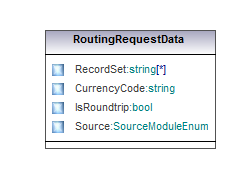 RoutingRequestData
RecordSet:string[*]
CurrencyCode:string
IsRoundtrip:bool
Source:SourceModuleEnum